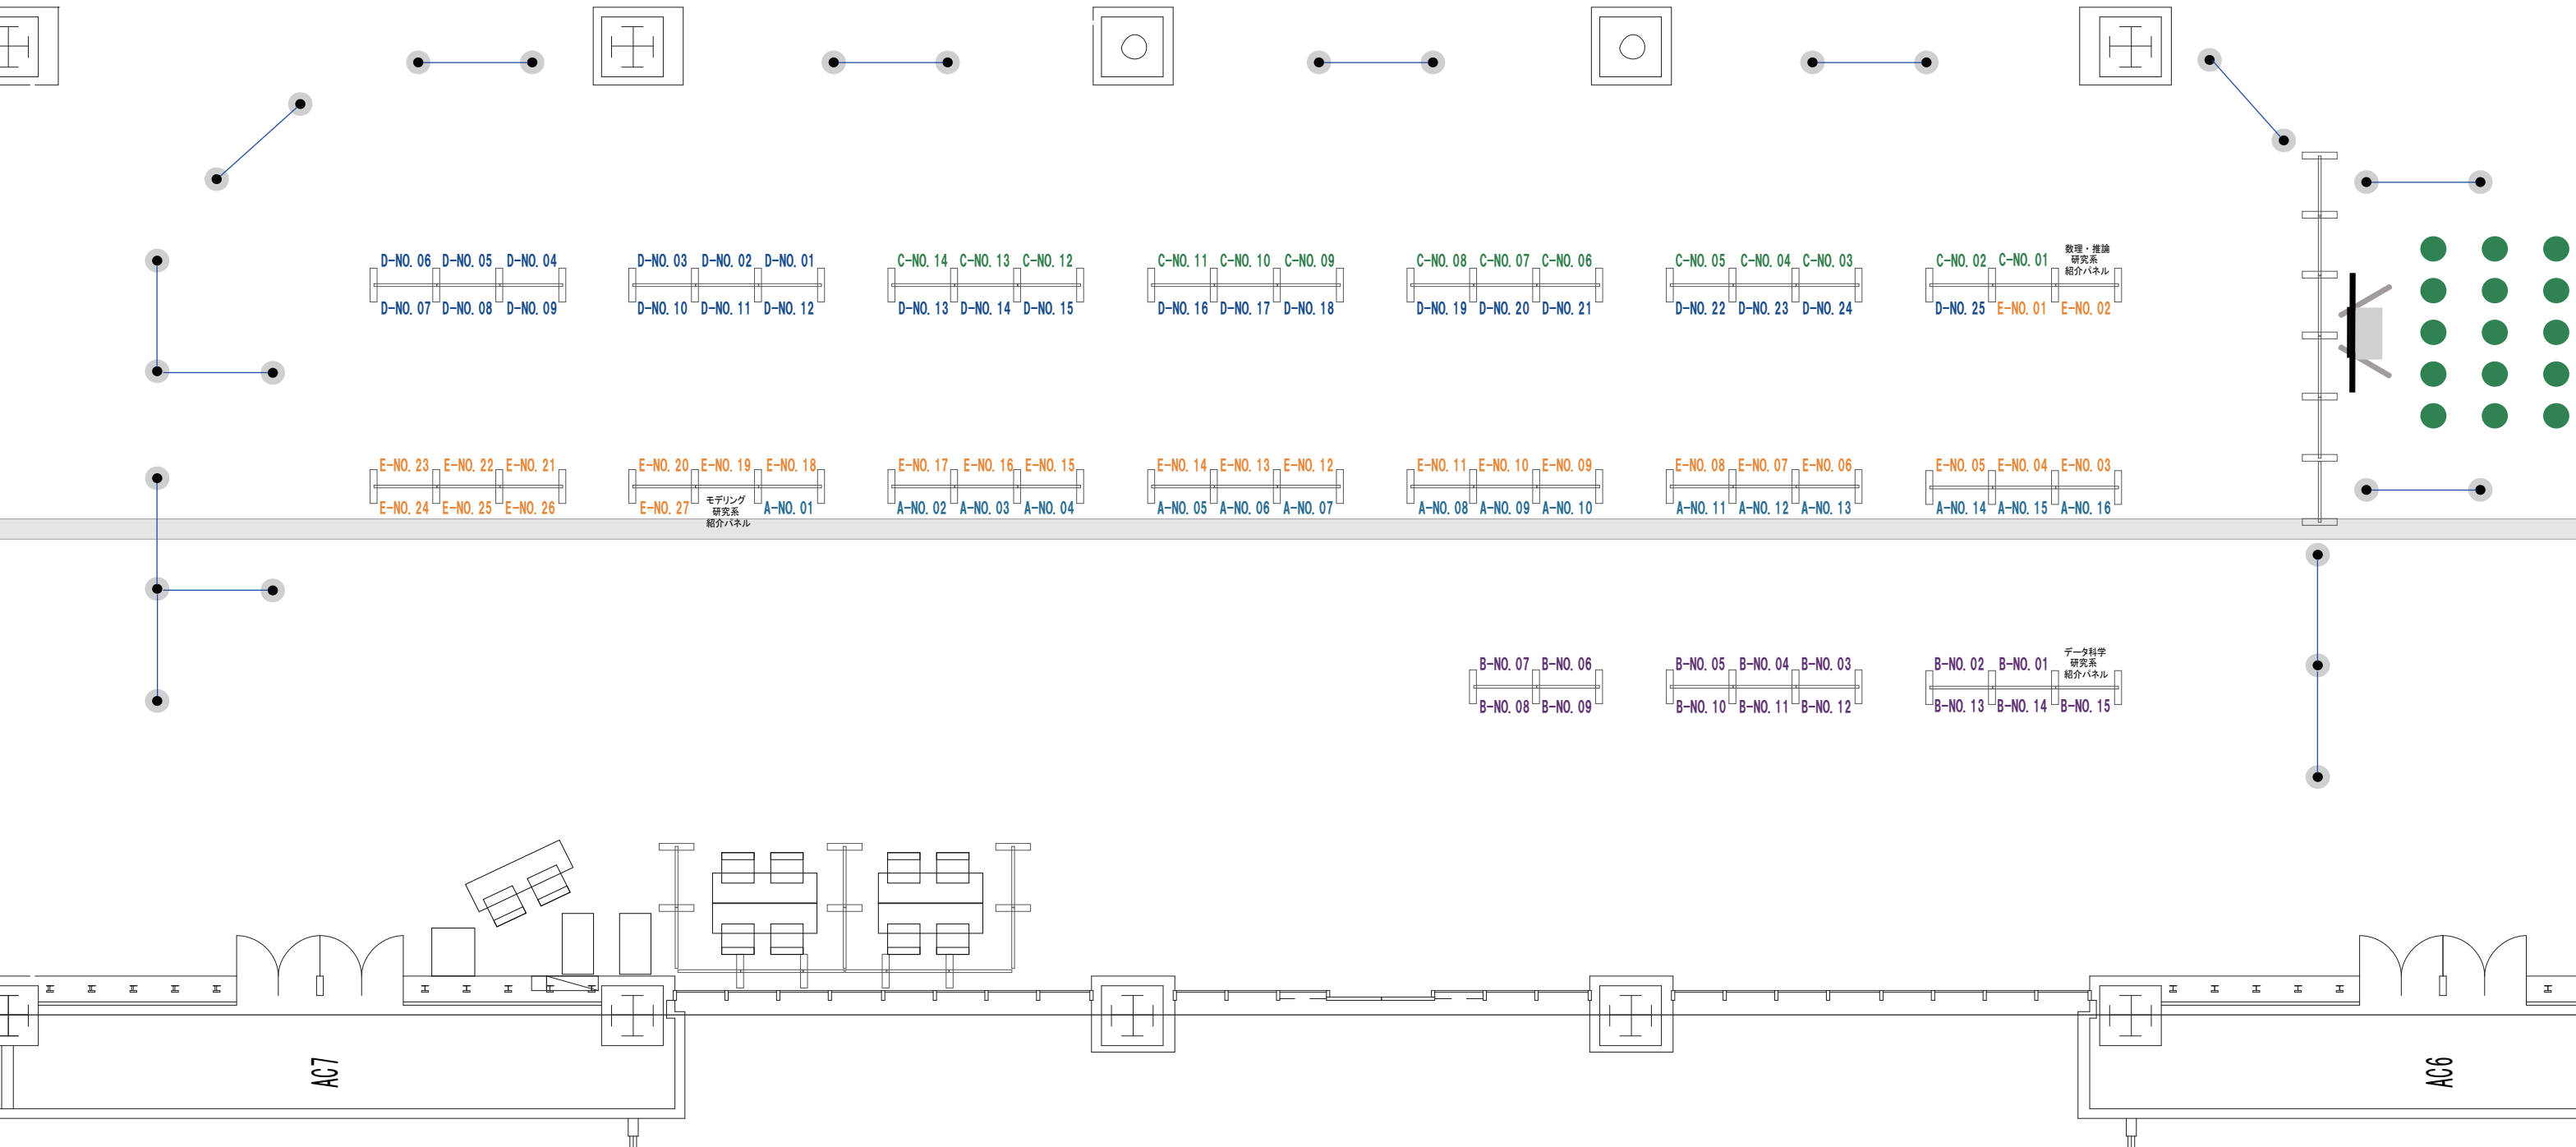 D-NO. 06 D-NO. 05 D-NO. 04 D-NO. 03 D-NO. 02 D-NO. 01 C-NO. 14 C-NO. 13 C-NO. 12 C-NO. 11 C-NO. 10 C-NO. 09 C-NO. 08 C-NO. 07 C-NO. 06 C-NO. 05 C-NO. 04 C-NO. 03 C-NO. 02 C-NO. 01
数理・推論
研究系
紹介パネル
D-NO. 07 D-NO. 08 D-NO. 09 D-NO. 10 D-NO. 11 D-NO. 12 D-NO. 13 D-NO. 14 D-NO. 15 D-NO. 16 D-NO. 17 D-NO. 18 D-NO. 19 D-NO. 20 D-NO. 21 D-NO. 22 D-NO. 23 D-NO. 24 D-NO. 25 E-NO. 01 E-NO. 02
E-NO. 23 E-NO. 22 E-NO. 21 E-NO. 20 E-NO. 19 E-NO. 18 E-NO. 17 E-NO. 16 E-NO. 15 E-NO. 14 E-NO. 13 E-NO. 12 E-NO. 11 E-NO. 10 E-NO. 09 E-NO. 08 E-NO. 07 E-NO. 06 E-NO. 05 E-NO. 04 E-NO. 03
E-NO. 24 E-NO. 25 E-NO. 26 E-NO. 27
モデリング
研究系
紹介パネル
A-NO. 01 A-NO. 02 A-NO. 03 A-NO. 04 A-NO. 05 A-NO. 06 A-NO. 07 A-NO. 08 A-NO. 09 A-NO. 10 A-NO. 11 A-NO. 12 A-NO. 13 A-NO. 14 A-NO. 15 A-NO. 16
B-NO. 07 B-NO. 06 B-NO. 05 B-NO. 04 B-NO. 03 B-NO. 02 B-NO. 01
データ科学
研究系
紹介パネル
B-NO. 08 B-NO. 09 B-NO. 10 B-NO. 11 B-NO. 12 B-NO. 13 B-NO. 14 B-NO. 15
AC7
AC6